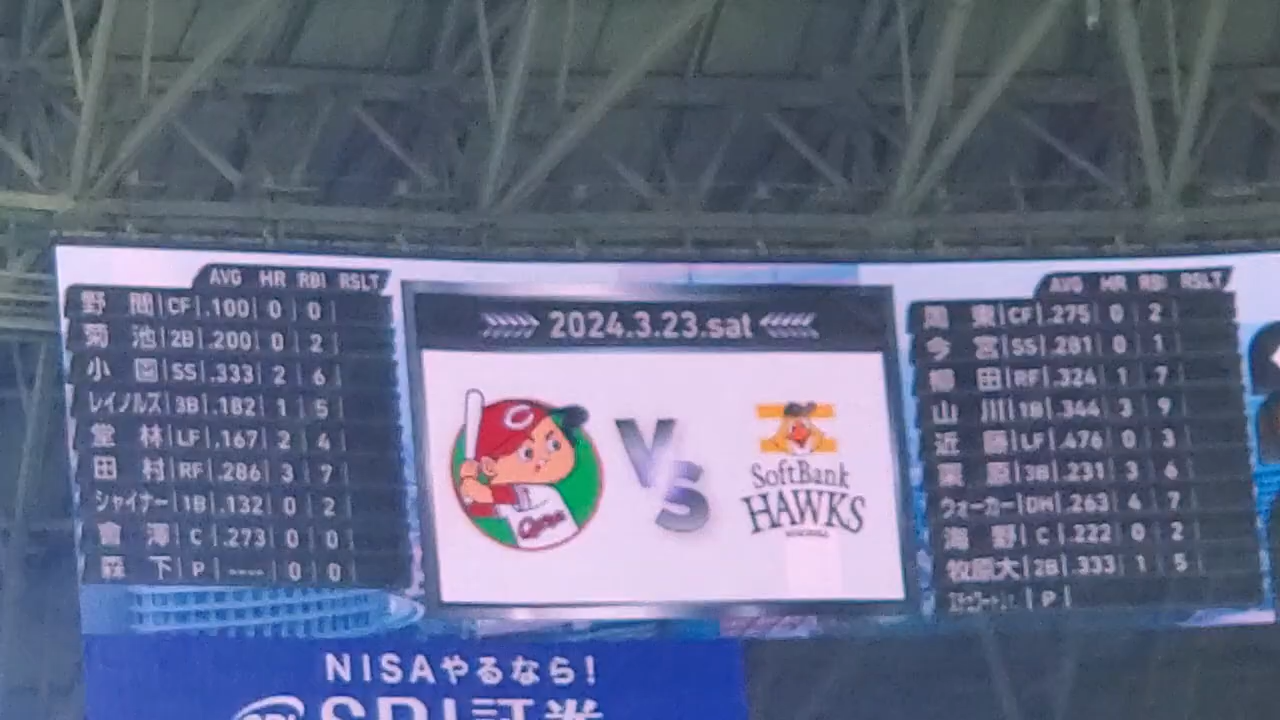 AVG HR RBI RSLT
野間 CF .100 0 0
菊池 2B .200 0 2
小園 SS .333 2 6
レイノルズ 3B .182 1 5
堂林 LF .167 2 4
田村 RF .286 3 7
シャイナー 1B .132 0 2
會澤 C .273 0 0
森下 P ---- 0 0
2024.3.23.sat
C
Carp
VS
SoftBank
HAWKS
AVG HR RBI RSLT
周東 CF .275 0 2
今宮 SS .281 0 1
柳田 RF .324 1 7
山川 1B .344 3 9
近藤 LF .476 0 3
栗原 3B .231 3 6
ウォーカー DH .263 4 7
海野 C .222 0 2
牧原大 2B .333 1 5
P
NISAやるなら!
SBI SBI証券